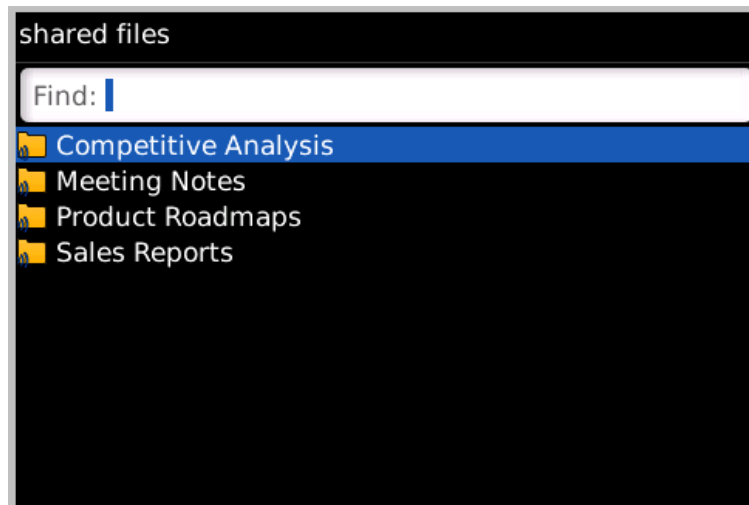 shared files
Find:
Competitive Analysis
Meeting Notes
Product Roadmaps
Sales Reports